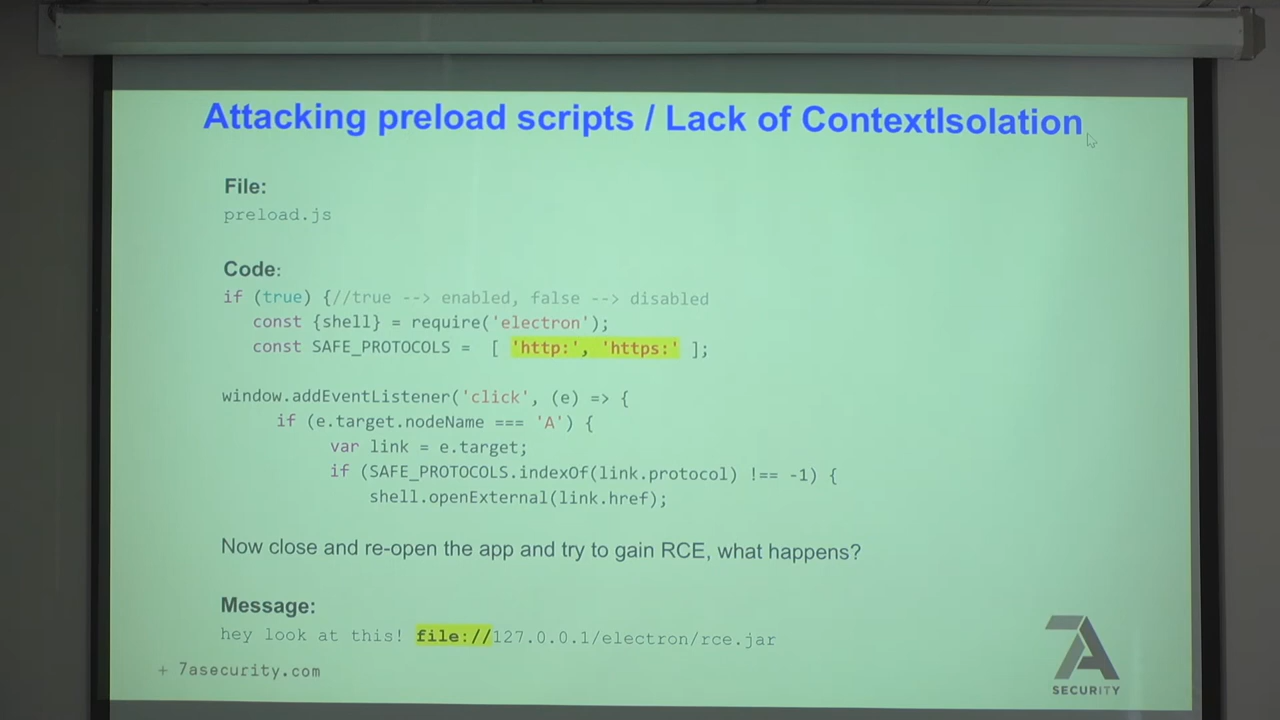 Attacking preload scripts / Lack of ContextIsolation
File:
preload.js
Code:
if (true) {//true --> enabled, false --> disabled
const {shell} = require('electron');
const SAFE_PROTOCOLS = [ 'http:', 'https:' ];
window.addEventListener('click', (e) => {
if (e.target.nodeName === 'A') {
var link = e.target;
if (SAFE_PROTOCOLS.indexOf(link.protocol) !== -1) {
shell.openExternal(link.href);
Now close and re-open the app and try to gain RCE, what happens?
Message:
hey look at this! file://127.0.0.1/electron/rce.jar
+ 7asecurity.com
7A
SECURITY